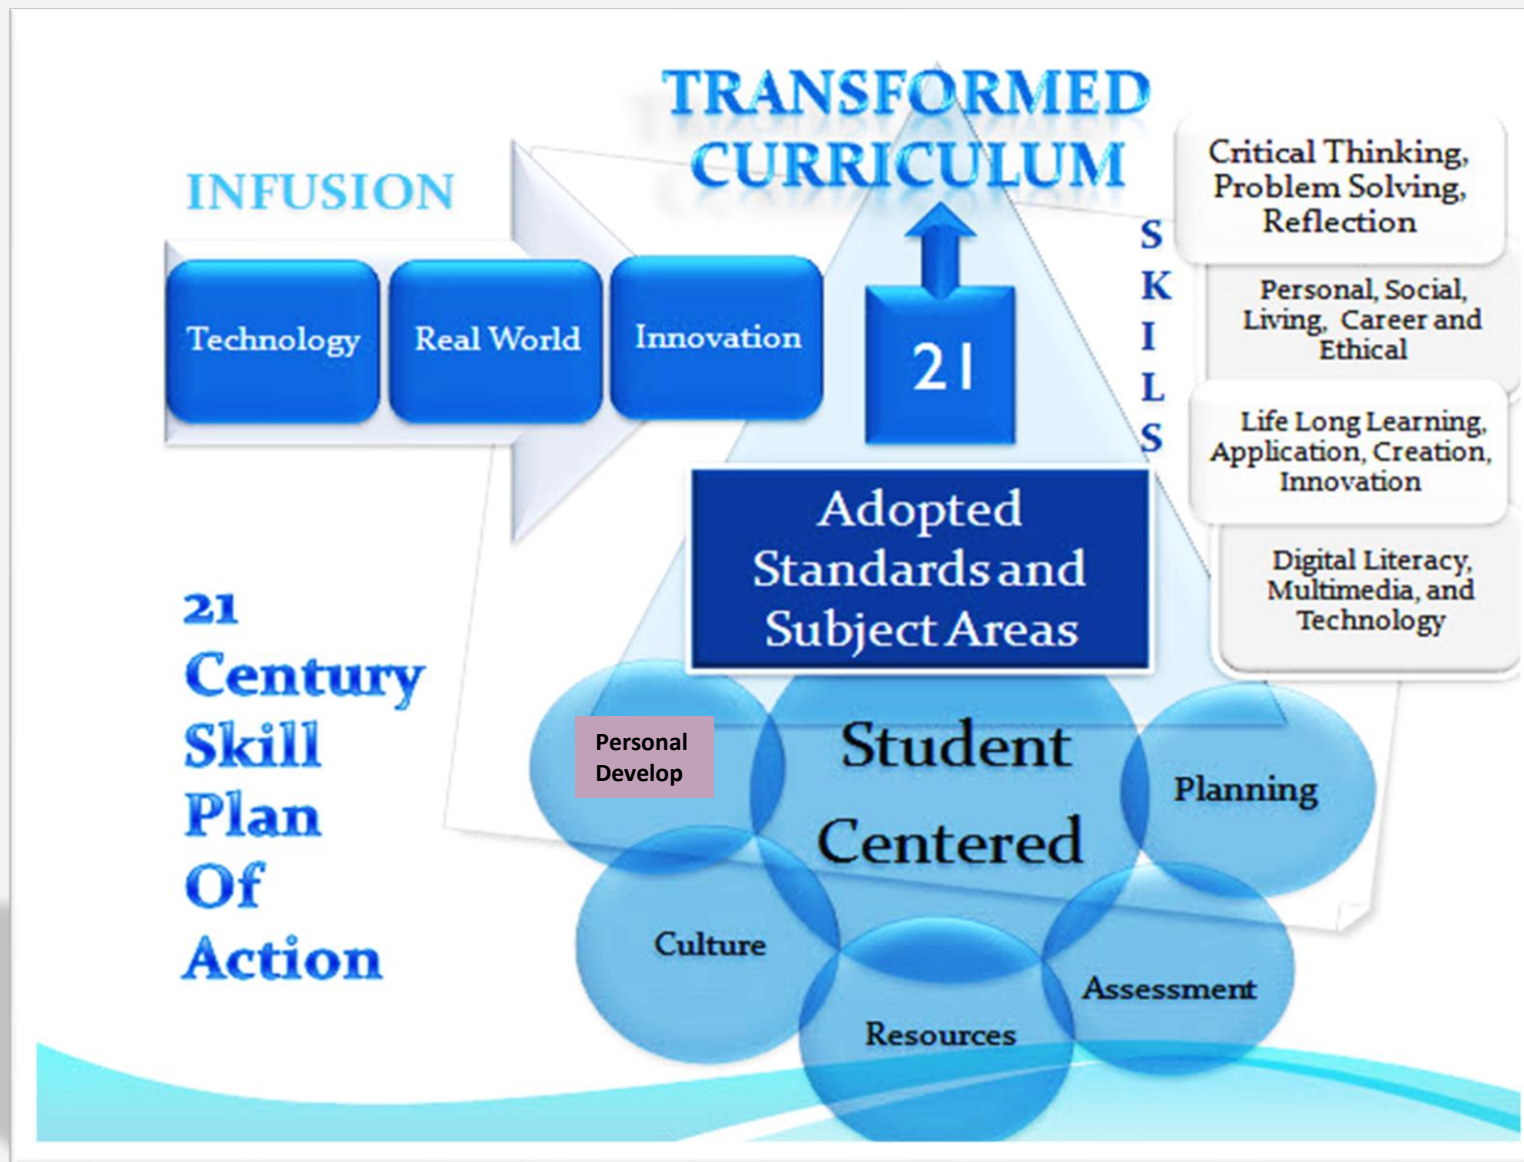 TRANSFORMED
CURRICULUM
INFUSION
Technology
Real World
Innovation
21
S
K
I
L
S
Critical Thinking,
Problem Solving,
Reflection
Personal, Social,
Living, Career and
Ethical
Life Long Learning,
Application, Creation,
Innovation
Digital Literacy,
Multimedia, and
Technology
Adopted
Standards and
Subject Areas
21
Century
Skill
Plan
Of
Action
Student
Centered
Personal
Develop
Culture
Resources
Assessment
Planning